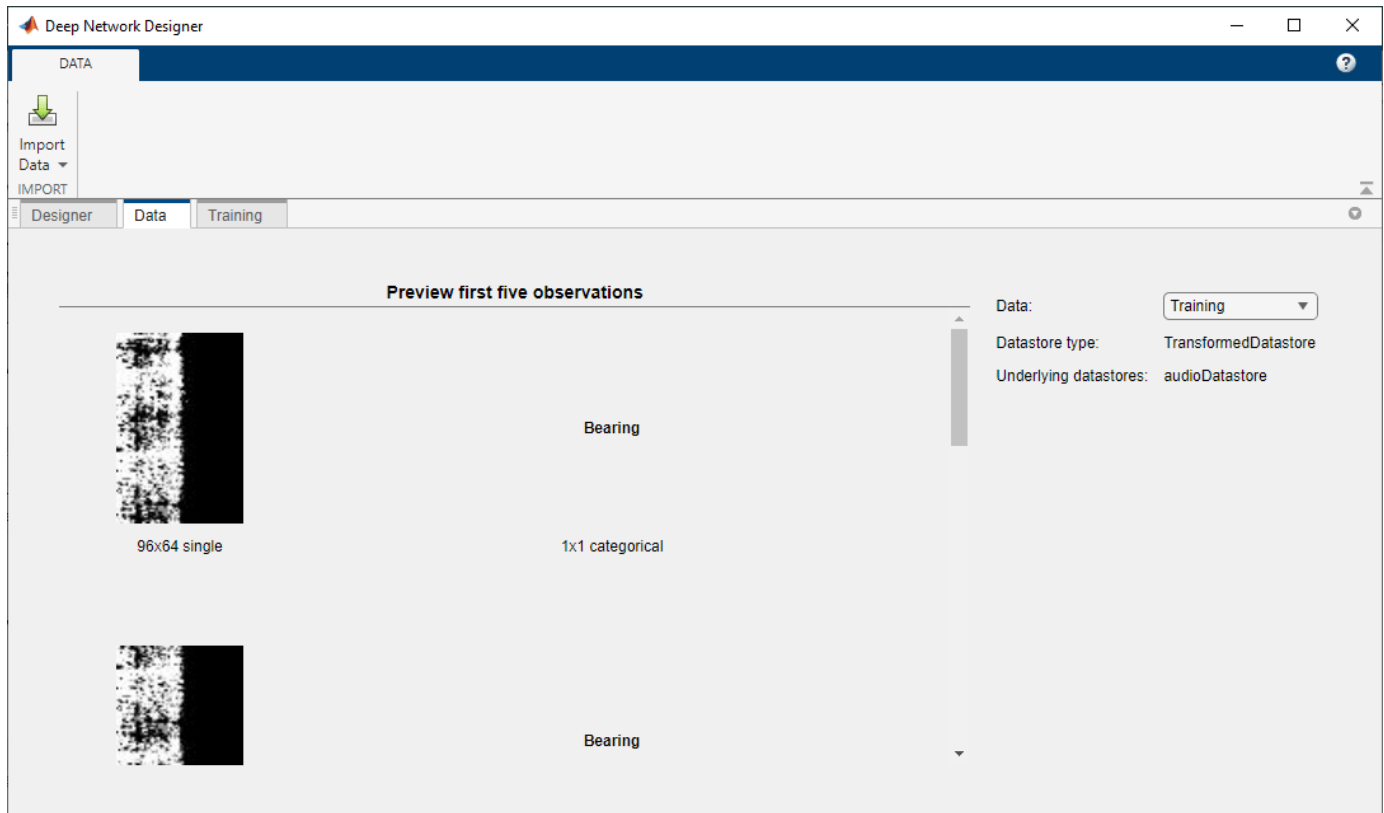 Deep Network Designer
DATA
?
Import
Data
IMPORT
Designer
Data
Training
Preview first five observations
Bearing
96x64 single
1x1 categorical
Bearing
Data:
Training
Datastore type:
TransformedDatastore
Underlying datastores:
audioDatastore